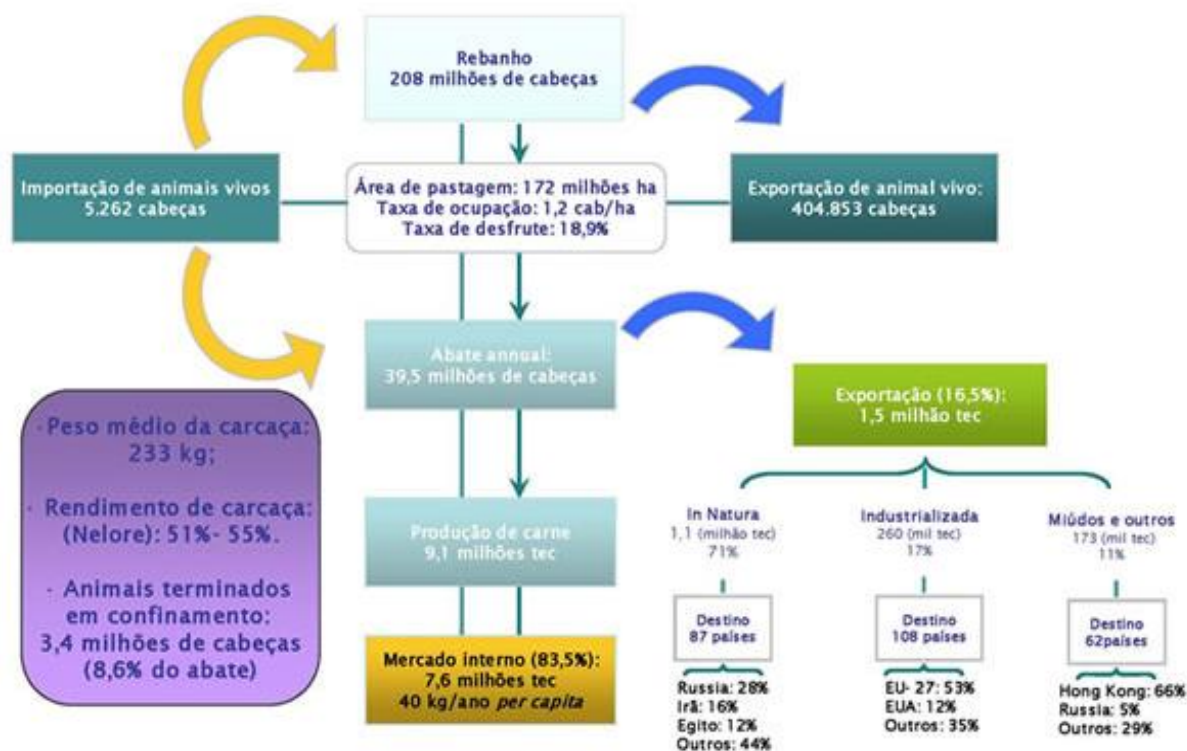 Rebanho
208 milhões de cabeças
Importação de animais vivos
5.262 cabeças
Área de pastagem: 172 milhões ha
Taxa de ocupação: 1,2 cab/ha
Taxa de desfrute: 18,9%
Exportação de animal vivo:
404.853 cabeças
Abate annual:
39,5 milhões de cabeças
Exportação (16,5%):
1,5 milhão tec
· Peso médio da carcaça:
233 kg;
· Rendimento de carcaça:
(Nelore): 51%- 55%.
· Animais terminados
em confinamento:
3,4 milhões de cabeças
(8,6% do abate)
Produção de carne
9,1 milhões tec
In Natura
1,1 (milhão tec)
71%
Industrializada
260 (mil tec)
17%
Miúdos e outros
173 (mil tec)
11%
Destino
87 países
Destino
108 países
Destino
62países
Mercado interno (83,5%):
7,6 milhões tec
40 kg/ano per capita
Russia: 28%
Irã: 16%
Egito: 12%
Outros: 44%
EU- 27: 53%
EUA: 12%
Outros: 35%
Hong Kong: 66%
Russia: 5%
Outros: 29%